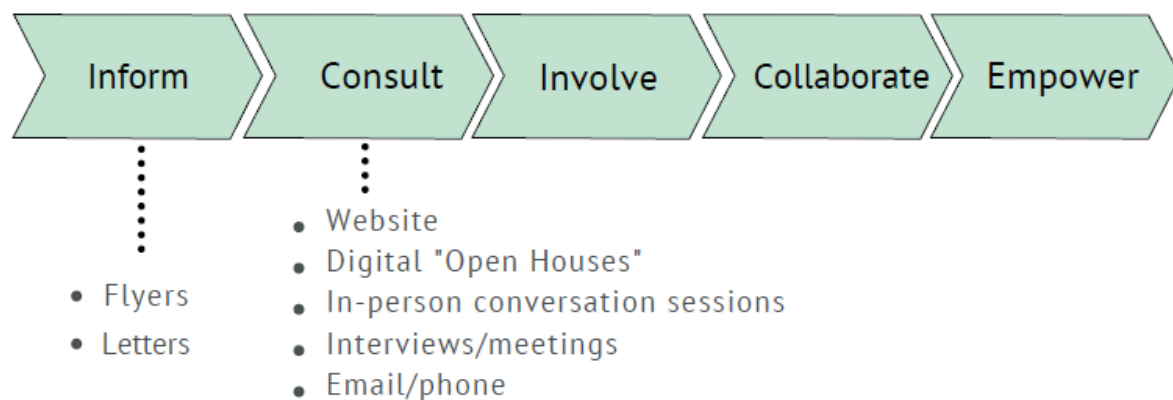 Inform
Consult
Involve
Collaborate
Empower
• Flyers
• Letters
• Website
• Digital "Open Houses"
• In-person conversation sessions
• Interviews/meetings
• Email/phone